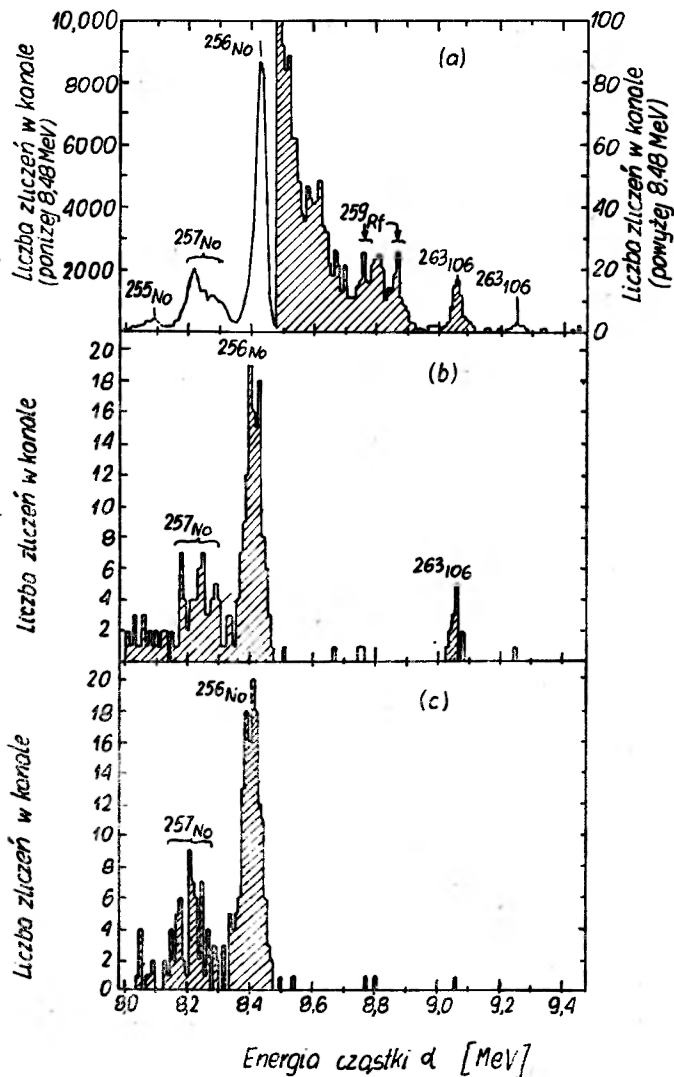 10,000
8000
6000
4000
2000
Liczba zliczeń w kanale
(poniżej 8,48 MeV)
100
80
60
40
20
0
Liczba zliczeń w kanale
(powyżej 8,48 MeV)
(a)
256No
257No
255No
259Rf
263106
263106
20
18
16
14
12
10
8
6
4
2
Liczba zliczeń w kanale
(b)
256No
257No
263106
20
18
16
14
12
10
8
6
4
2
0
Liczba zliczeń w kanale
(c)
256No
257No
8,0
8,2
8,4
8,6
8,8
9,0
9,2
9,4
Energia cząstki α [MeV]